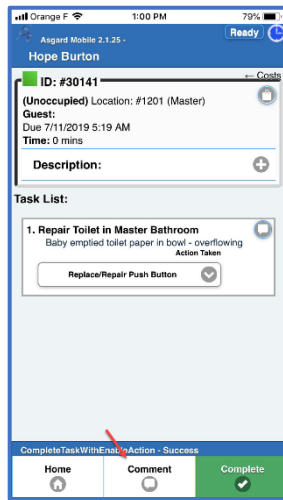 Orange F 1:00 PM 79%
Asgard Mobile 2.1.25 -
Ready
Hope Burton
← Costs
ID: #30141
(Unoccupied) Location: #1201 (Master)
Guest:
Due 7/11/2019 5:19 AM
Time: 0 mins
Description:
Task List:
1. Repair Toilet in Master Bathroom
Baby emptied toilet paper in bowl - overflowing
Action Taken
Replace/Repair Push Button
CompleteTaskWithEnableAction - Success
Home Comment Complete